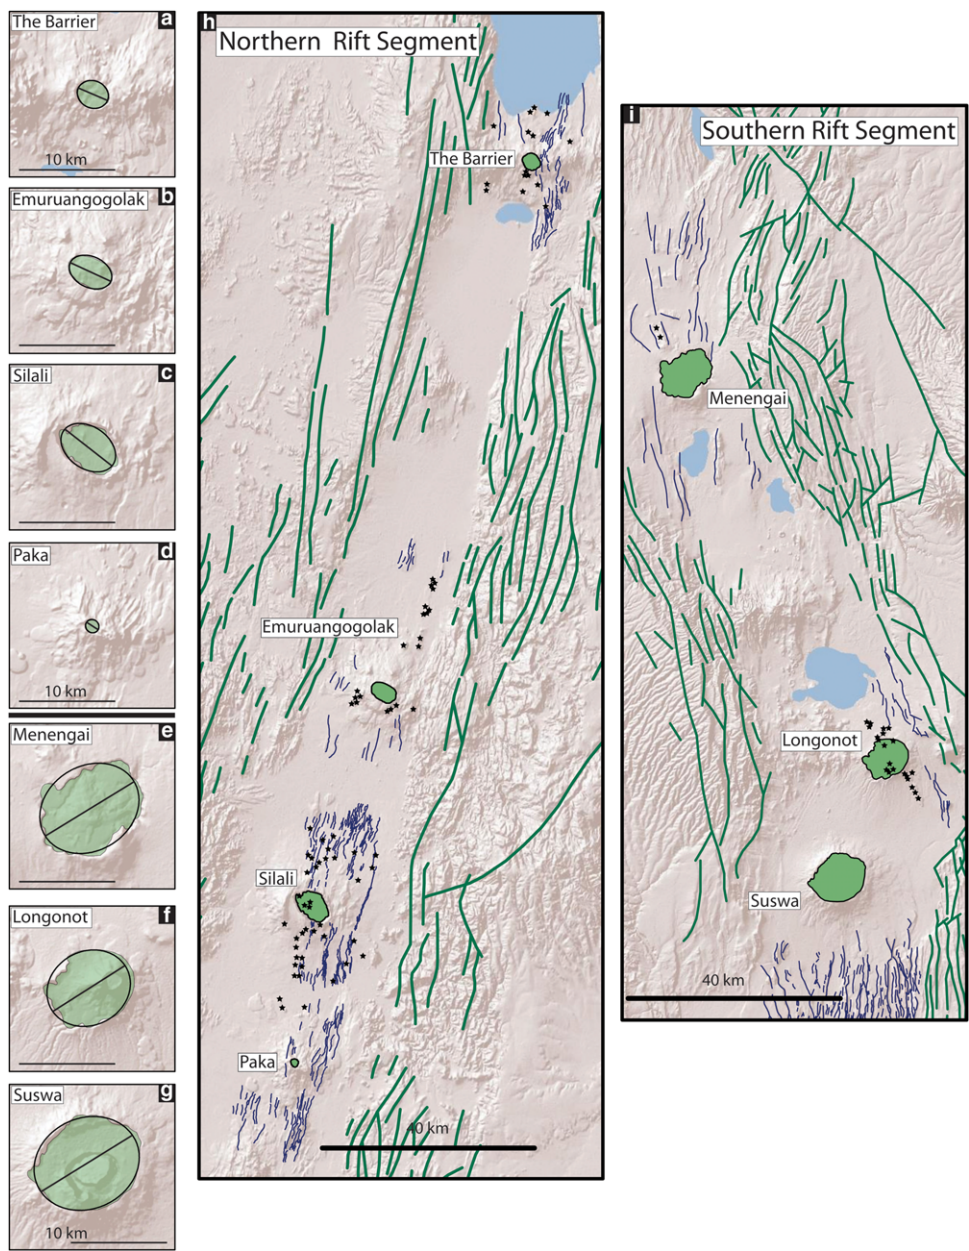 The Barrier
a
10 km
Emuruangogolak
b
Silali
c
Paka
d
10 km
Menengai
e
Longonot
f
Suswa
g
10 km
h
Northern Rift Segment
The Barrier
Emuruangogolak
Silali
Paka
40 km
i
Southern Rift Segment
Menengai
Longonot
Suswa
40 km